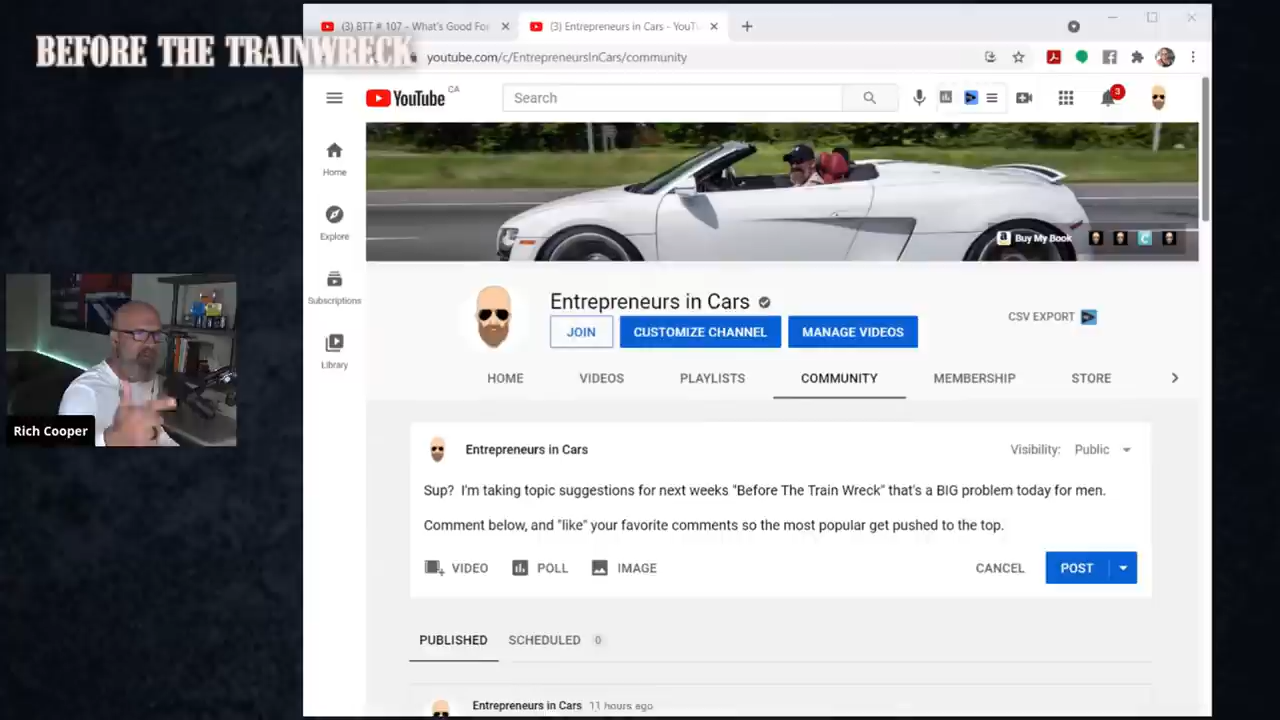 BEFORE THE TRAINWRECK
(3) BTT # 107 - What's Good Fo
(3) Entrepreneurs in Cars - YouT
youtube.com/c/EntrepreneursInCars/community
YouTube CA
Search
3
Home
Explore
Subscriptions
Library
Buy My Book
Entrepreneurs in Cars
JOIN
CUSTOMIZE CHANNEL
MANAGE VIDEOS
CSV EXPORT
HOME
VIDEOS
PLAYLISTS
COMMUNITY
MEMBERSHIP
STORE
Rich Cooper
Entrepreneurs in Cars
Visibility: Public
Sup? I'm taking topic suggestions for next weeks "Before The Train Wreck" that's a BIG problem today for men.
Comment below, and "like" your favorite comments so the most popular get pushed to the top.
VIDEO
POLL
IMAGE
CANCEL
POST
PUBLISHED
SCHEDULED 0
Entrepreneurs in Cars 11 hours ago